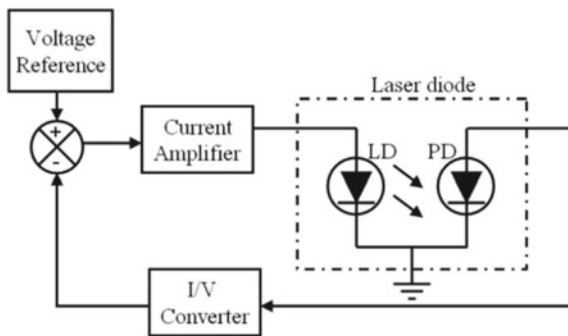 Voltage
Reference
Laser diode
+
-
Current
Amplifier
LD
PD
I/V
Converter